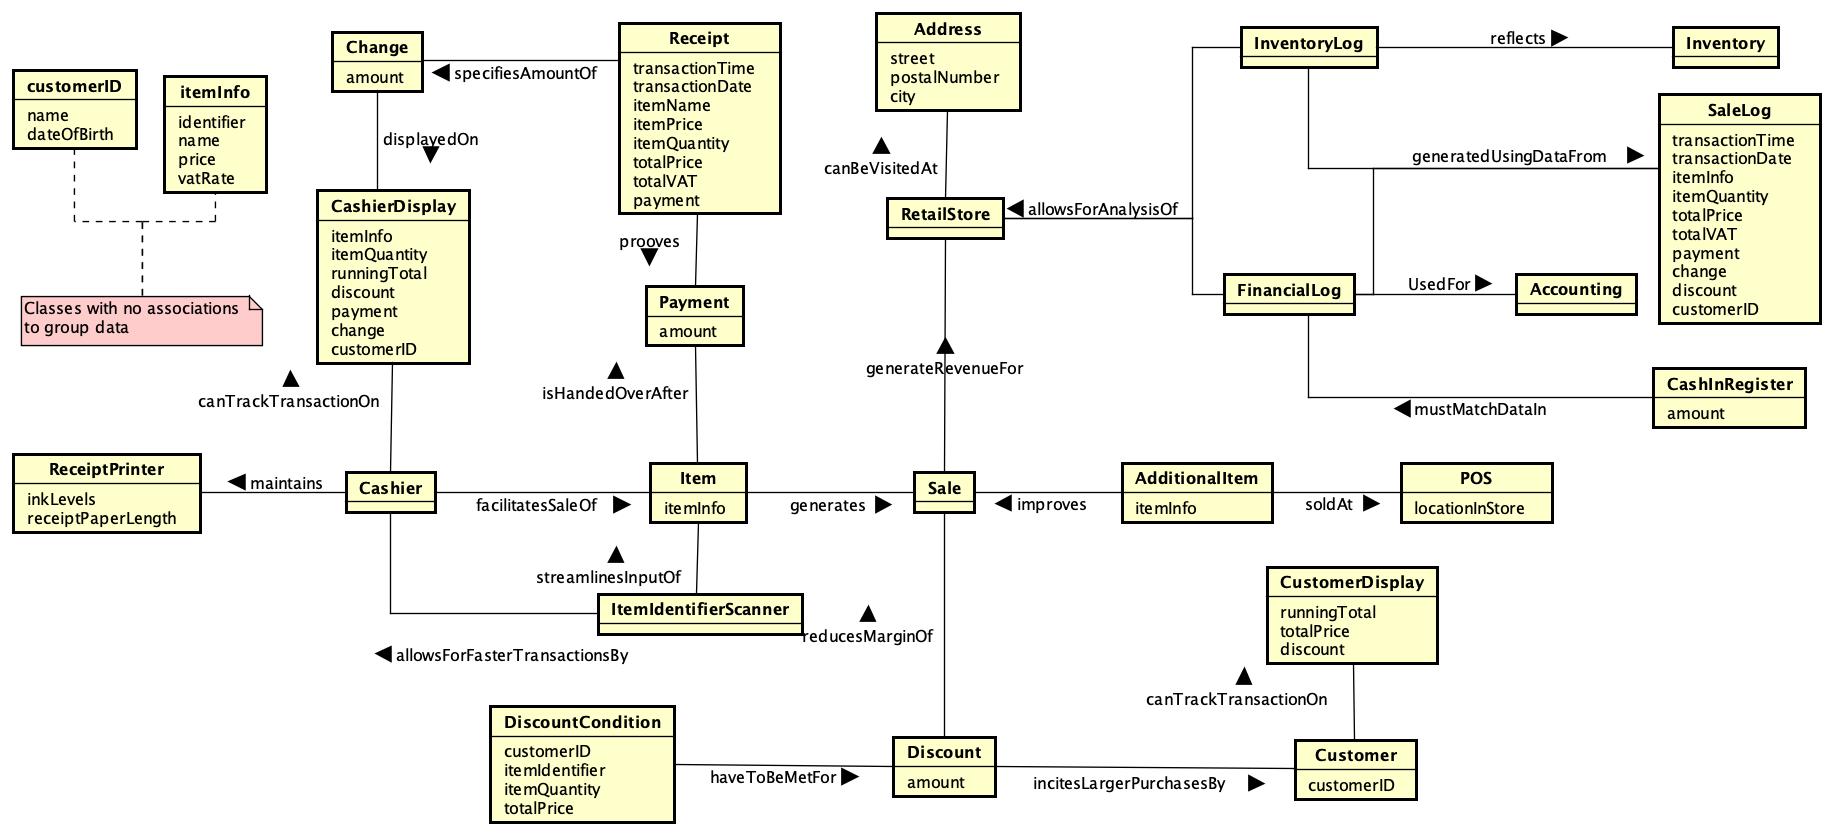 customerID
name
dateOfBirth
itemInfo
identifier
name
price
vatRate
Classes with no associations
to group data
Change
amount
specifiesAmountOf
displayedOn
Receipt
transactionTime
transactionDate
itemName
itemPrice
itemQuantity
totalPrice
totalVAT
payment
CashierDisplay
itemInfo
itemQuantity
runningTotal
discount
payment
change
customerID
prooves
Payment
amount
canTrackTransactionOn
isHandedOverAfter
Address
street
postalNumber
city
canBeVisitedAt
RetailStore
allowsForAnalysisOf
generateRevenueFor
InventoryLog
reflects
Inventory
generatedUsingDataFrom
SaleLog
transactionTime
transactionDate
itemInfo
itemQuantity
totalPrice
totalVAT
payment
change
discount
customerID
FinancialLog
UsedFor
Accounting
CashInRegister
amount
mustMatchDataIn
ReceiptPrinter
inkLevels
receiptPaperLength
maintains
Cashier
facilitatesSaleOf
Item
itemInfo
generates
Sale
improves
AdditionalItem
itemInfo
soldAt
POS
locationInStore
streamlinesInputOf
ItemIdentifierScanner
allowsForFasterTransactionsBy
reducesMarginOf
CustomerDisplay
runningTotal
totalPrice
discount
canTrackTransactionOn
DiscountCondition
customerID
itemIdentifier
itemQuantity
totalPrice
haveToBeMetFor
Discount
amount
incitesLargerPurchasesBy
Customer
customerID